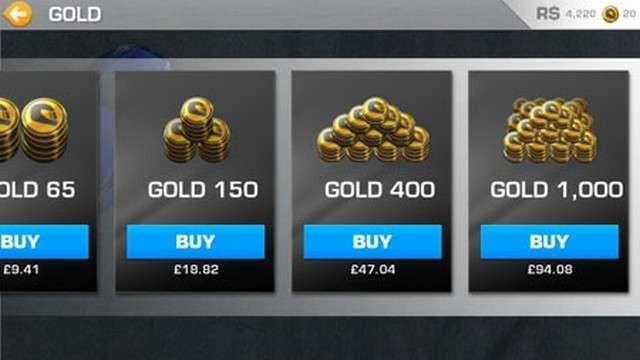 GOLD
R$ 4,220 20
OLD 65
GOLD 150
GOLD 400
GOLD 1,000
BUY
BUY
BUY
BUY
£9.41
£18.82
£47.04
£94.08